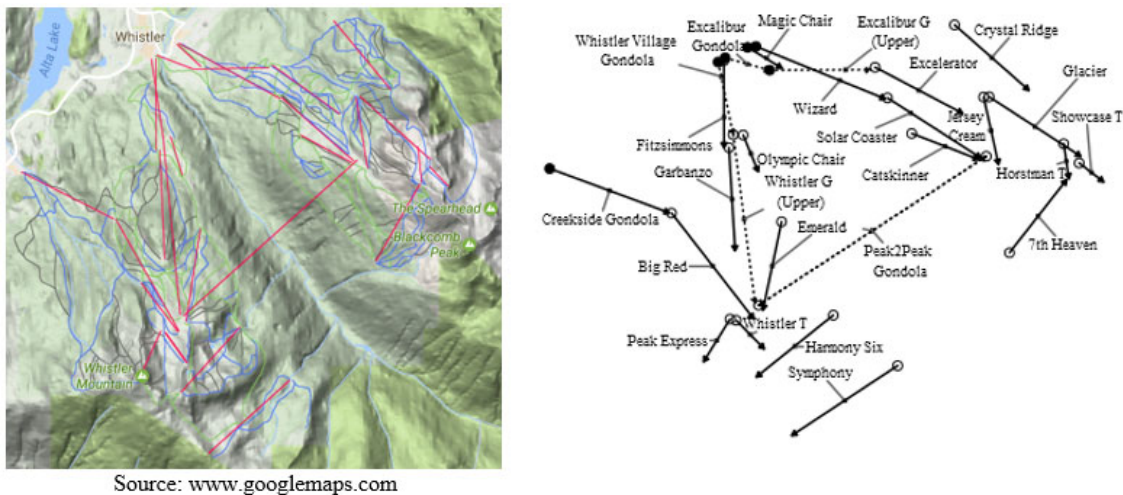 Alta Lake
Whistler
The Spearhead
Blackcomb
Peak
Whistler
Mountain
Source: www.googlemaps.com
Excalibur
Gondola
Magic Chair
Excalibur G
(Upper)
Crystal Ridge
Whistler Village
Gondola
Excelerator
Glacier
Wizard
Showcase T
Solar Coaster
Jersey
Cream
Fitzsimmons
Olympic Chair
Garbanzo
Catskinner
Horstman T
Whistler G
(Upper)
Creekside Gondola
Emerald
7th Heaven
Big Red
Peak2Peak
Gondola
Whistler T
Peak Express
Harmony Six
Symphony